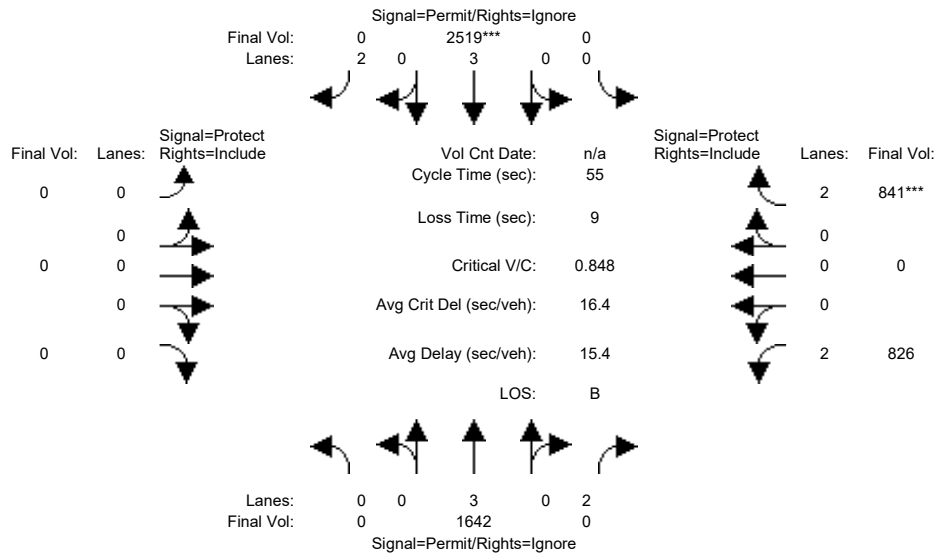 Signal=Permit/Rights=Ignore
Final Vol: 0 2519*** 0
Lanes: 2 0 3 0 0
Signal=Protect Signal=Protect
Final Vol: Lanes: Rights=Include Vol Cnt Date: n/a Rights=Include Lanes: Final Vol:
Cycle Time (sec): 55
0 0 2 841***
Loss Time (sec): 9
0 0
0 0 Critical V/C: 0.848 0 0
0 Avg Crit Del (sec/veh): 16.4 0
0 0 Avg Delay (sec/veh): 15.4 2 826
LOS: B
Lanes: 0 0 3 0 2
Final Vol: 0 1642 0
Signal=Permit/Rights=Ignore